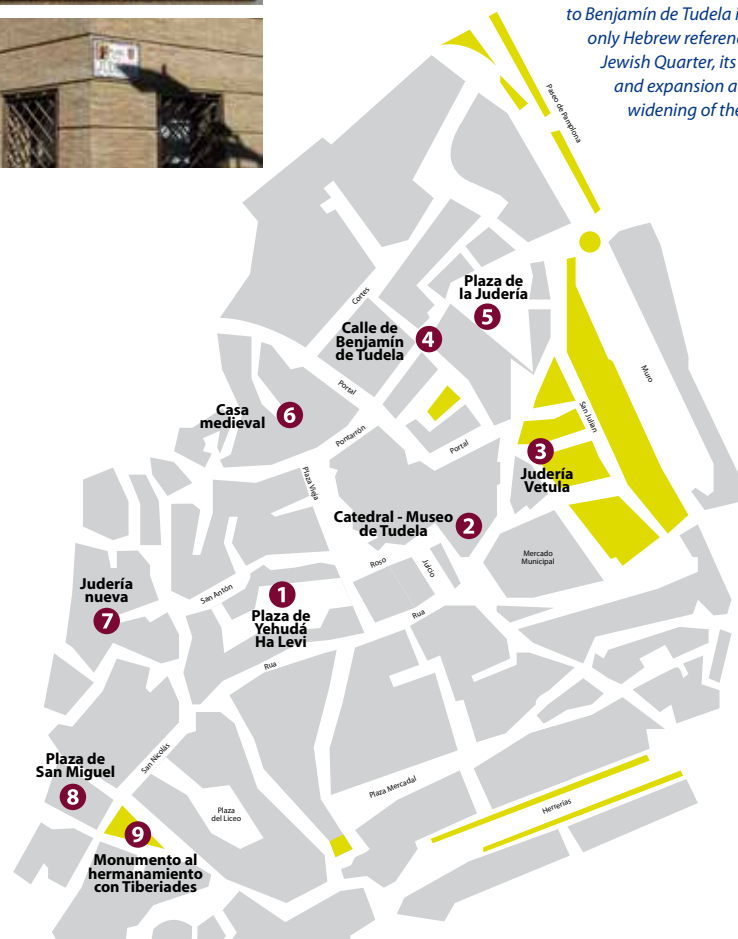 to Benjamín de Tudela i
only Hebrew referenc
Jewish Quarter, its
and expansion a
widening of the
Paseo de Pamplona
Plaza de
la Judería
5
Cortes
Calle de
Benjamín
de Tudela
4
Muro
Portal
Casa
medieval
6
San Julian
Pontarrón
Portal
3
Judería
Vetula
Plaza Vieja
Catedral - Museo
de Tudela
2
Mercado
Municipal
Roso
Juicio
Judería
nueva
7
San Antón
1
Plaza de
Yehudá
Ha Levi
Rua
Rua
San Nicolás
Plaza de
San Miguel
8
Plaza Mercadal
Plaza
del Liceo
Herrerías
9
Monumento al
hermanamiento
con Tiberiades